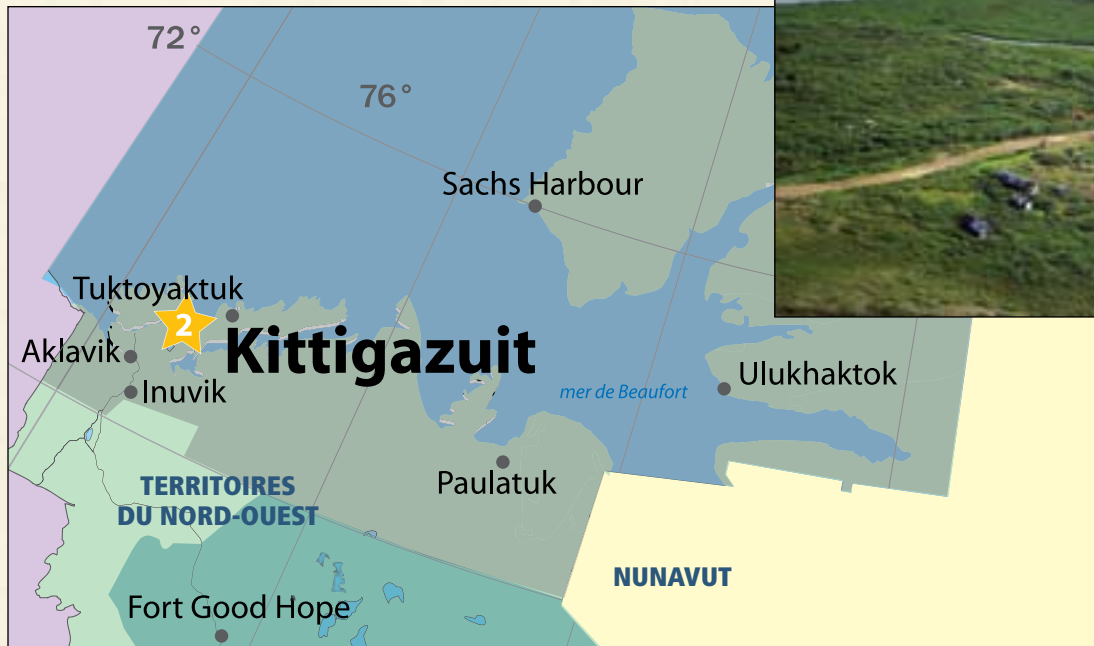 72°
76°
Sachs Harbour
Tuktoyaktuk
2
Kittigazuit
Aklavik
Inuvik
mer de Beaufort
Ulukhaktok
Paulatuk
TERRITOIRES
DU NORD-OUEST
NUNAVUT
Fort Good Hope